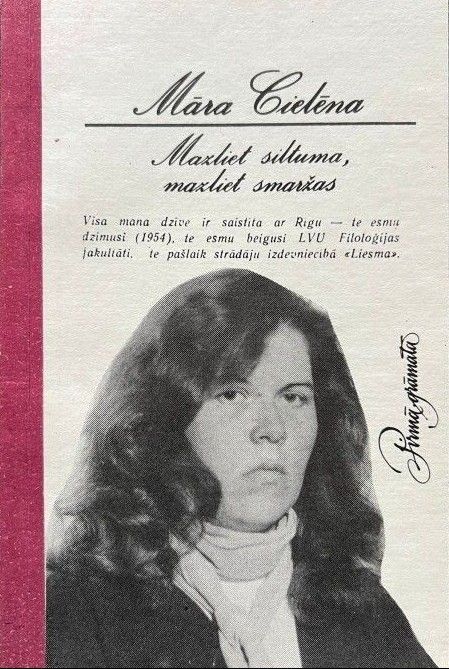 Māra Cielēna
Mazliet siltuma,
mazliet smaržas
Visa mana dzīve ir saistīta ar Rīgu — te esmu
dzimusi (1954), te esmu beigusi LVU Filoloģijas
fakultāti, te pašlaik strādāju izdevniecībā «Liesma».
Pirmā grāmata